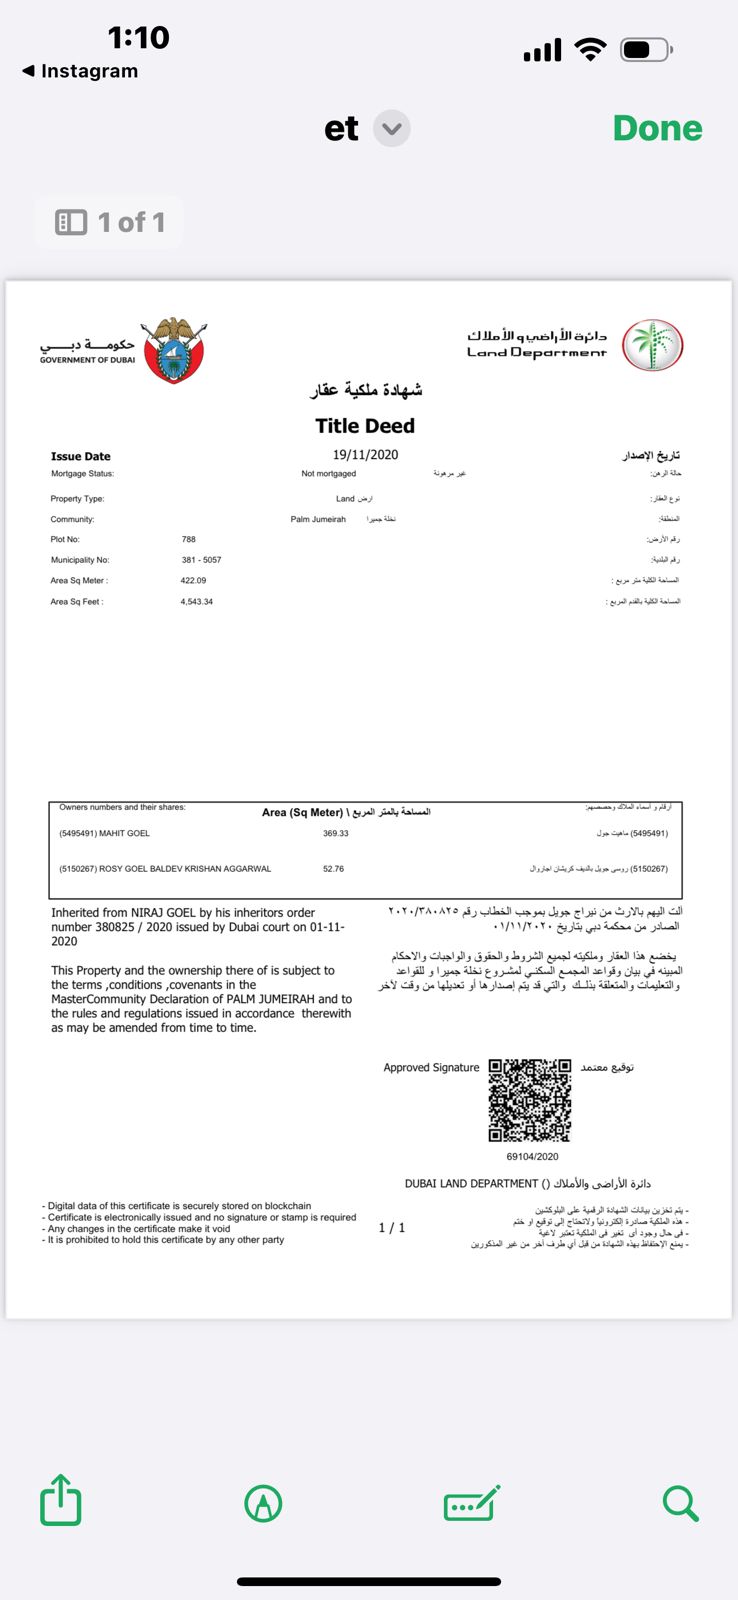 1:10
◀ Instagram
et
Done
1 of 1
حكومـــة دبـــــي
GOVERNMENT OF DUBAI
دائرة الأراضي و الأملاك
Land Department
شهادة ملكية عقار
Title Deed
Issue Date 19/11/2020 تاريخ الإصدار
Mortgage Status: Not mortgaged غير مرهونة حالة الرهن:
Property Type: Land ارض نوع العقار:
Community: Palm Jumeirah نخلة جميرا المنطقة:
Plot No: 788 رقم الأرض:
Municipality No: 381 - 5057 رقم البلدية:
Area Sq Meter : 422.09 المساحة الكلية متر مربع :
Area Sq Feet : 4,543.34 المساحة الكلية بالقدم المربع :
Owners numbers and their shares: Area (Sq Meter) \ المساحة بالمتر المربع أرقام و أسماء الملاك وحصصهم:
(5495491) MAHIT GOEL 369.33 (5495491) ماهيت جول
(5150267) ROSY GOEL BALDEV KRISHAN AGGARWAL 52.76 (5150267) روسي جويل بالديف كريشان اجاروال
Inherited from NIRAJ GOEL by his inheritors order
number 380825 / 2020 issued by Dubai court on 01-11-
2020
آلت اليهم بالارث من نيراج جويل بموجب الخطاب رقم ٢٠٢٠/٣٨٠٨٢٥
الصادر من محكمة دبي بتاريخ ٠١/١١/٢٠٢٠
This Property and the ownership there of is subject to
the terms ,conditions ,covenants in the
MasterCommunity Declaration of PALM JUMEIRAH and to
the rules and regulations issued in accordance therewith
as may be amended from time to time.
يخضع هذا العقار وملكيته لجميع الشروط والحقوق والواجبات والاحكام
المبينه في بيان وقواعد المجمع السكني لمشروع نخلة جميرا و للقواعد
والتعليمات والمتعلقة بذلـك والتي قد يتم إصدارها أو تعديلها من وقت لآخر
Approved Signature توقيع معتمد
69104/2020
DUBAI LAND DEPARTMENT () دائرة الأراضى والأملاك
- Digital data of this certificate is securely stored on blockchain
- Certificate is electronically issued and no signature or stamp is required
- Any changes in the certificate make it void
- It is prohibited to hold this certificate by any other party
1 / 1
- يتم تخزين بيانات الشهادة الرقمية على البلوكشين
- هذه الملكية صادرة إلكترونياً ولاتحتاج إلى توقيع او ختم
- فى حال وجود أى تغير فى الملكية تعتبر لاغية
- يمنع الإحتفاظ بهذه الشهادة من قبل أي طرف آخر من غير المذكورين